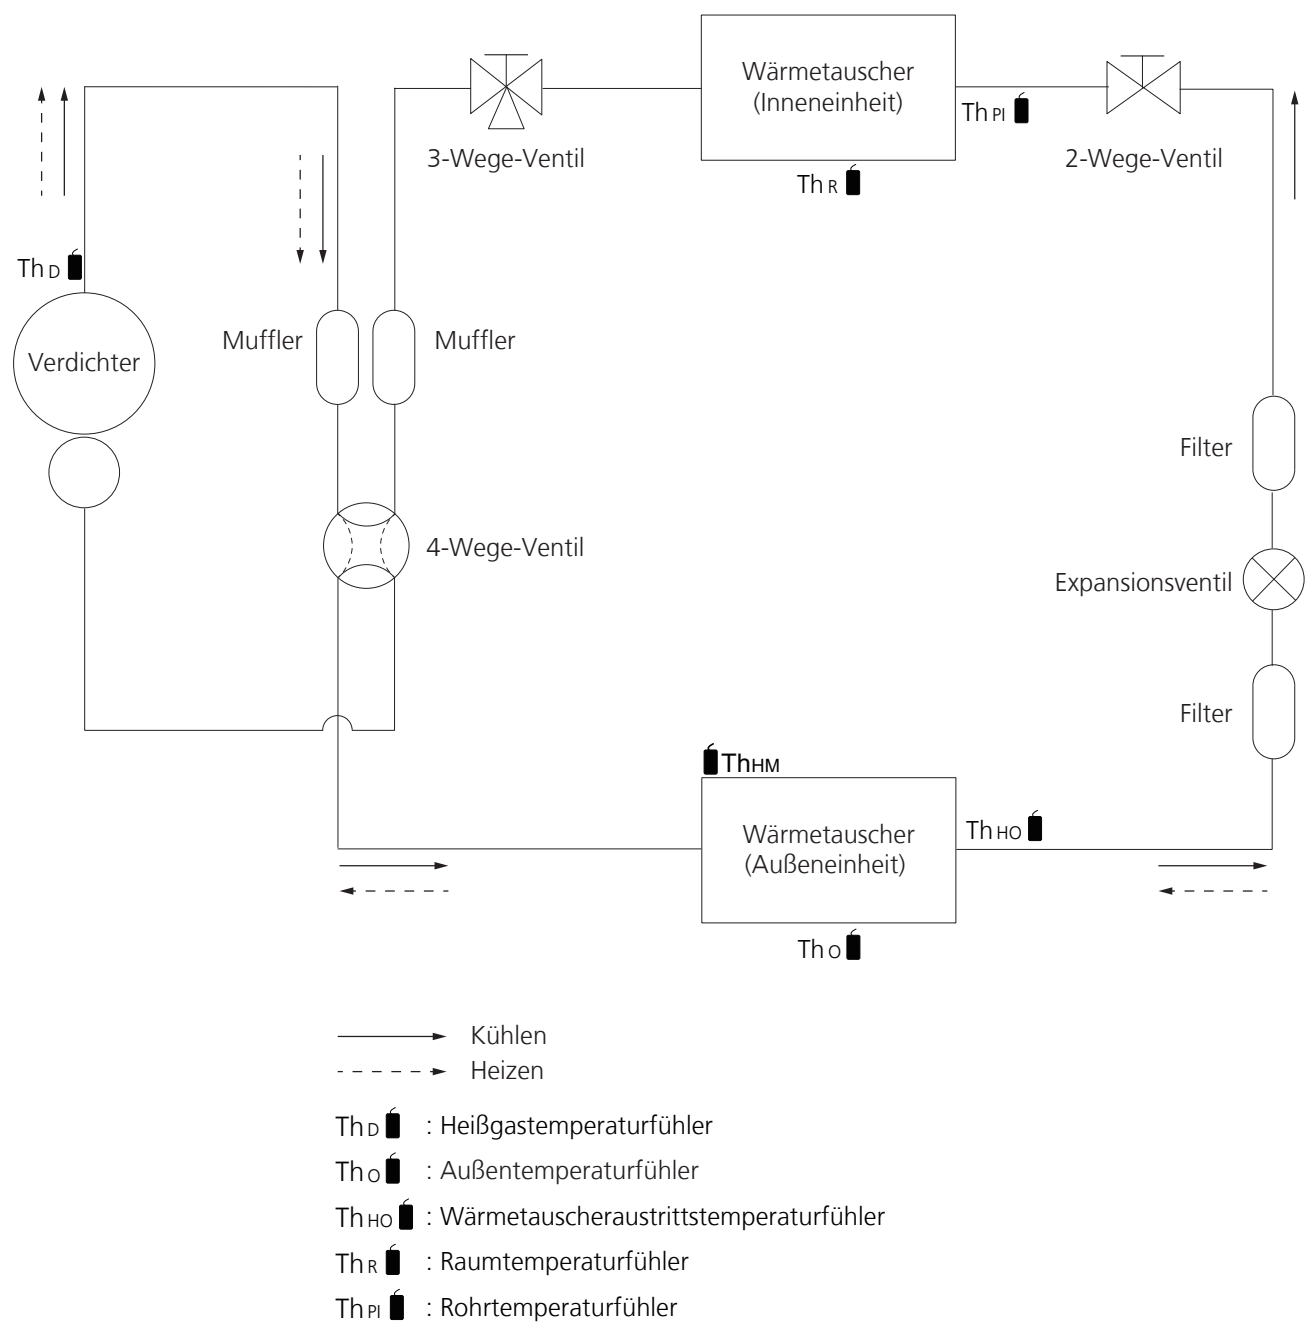 Wärmetauscher
(Inneneinheit)
Th PI
3-Wege-Ventil
2-Wege-Ventil
Th R
Th D
Muffler
Muffler
Verdichter
Filter
4-Wege-Ventil
Expansionsventil
Filter
ThHM
Wärmetauscher
(Außeneinheit)
Th HO
Th O
Kühlen
Heizen
Th D : Heißgastemperaturfühler
Th O : Außentemperaturfühler
Th HO : Wärmetauscheraustrittstemperaturfühler
Th R : Raumtemperaturfühler
Th PI : Rohrtemperaturfühler